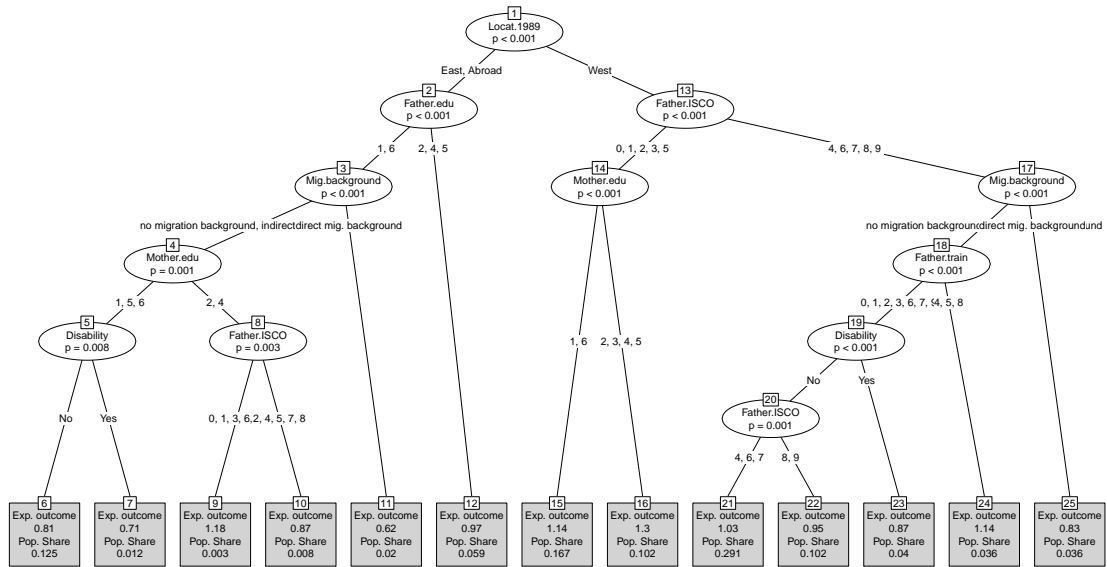 1
Locat.1989
p < 0.001
East, Abroad
West
2
Father.edu
p < 0.001
13
Father.ISCO
p < 0.001
1, 6
2, 4, 5
0, 1, 2, 3, 5
4, 6, 7, 8, 9
3
Mig.background
p < 0.001
14
Mother.edu
p < 0.001
17
Mig.background
p < 0.001
no migration background, indirect
direct mig. background
no migration backgroun
direct mig. background
und
4
Mother.edu
p = 0.001
18
Father.train
p < 0.001
1, 5, 6
2, 4
0, 1, 2, 3, 6, 7, 9
4, 5, 8
5
Disability
p = 0.008
8
Father.ISCO
p = 0.003
19
Disability
p < 0.001
1, 6
2, 3, 4, 5
No
Yes
20
Father.ISCO
p = 0.001
No
Yes
0, 1, 3, 6,
2, 4, 5, 7, 8
4, 6, 7
8, 9
6
Exp. outcome
0.81
Pop. Share
0.125
7
Exp. outcome
0.71
Pop. Share
0.012
9
Exp. outcome
1.18
Pop. Share
0.003
10
Exp. outcome
0.87
Pop. Share
0.008
11
Exp. outcome
0.62
Pop. Share
0.02
12
Exp. outcome
0.97
Pop. Share
0.059
15
Exp. outcome
1.14
Pop. Share
0.167
16
Exp. outcome
1.3
Pop. Share
0.102
21
Exp. outcome
1.03
Pop. Share
0.291
22
Exp. outcome
0.95
Pop. Share
0.102
23
Exp. outcome
0.87
Pop. Share
0.04
24
Exp. outcome
1.14
Pop. Share
0.036
25
Exp. outcome
0.83
Pop. Share
0.036